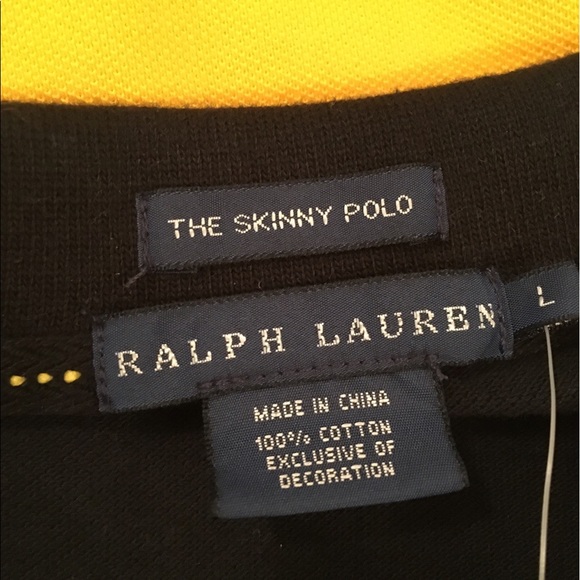 THE SKINNY POLO
RALPH LAUREN
L
MADE IN CHINA
100% COTTON
EXCLUSIVE OF
DECORATION